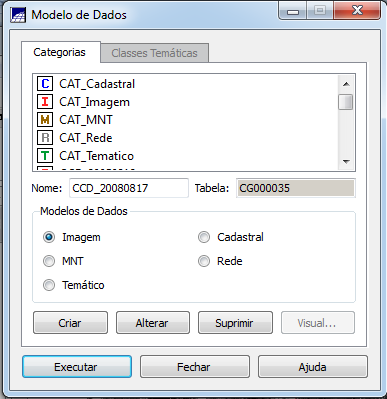 Modelo de Dados
Categorias Classes Temáticas
C CAT_Cadastral
I CAT_Imagem
M CAT_MNT
R CAT_Rede
T CAT_Tematico
Nome: CCD_20080817 Tabela: CG000035
Modelos de Dados
Imagem Cadastral
MNT Rede
Temático
Criar Alterar Suprimir Visual...
Executar Fechar Ajuda